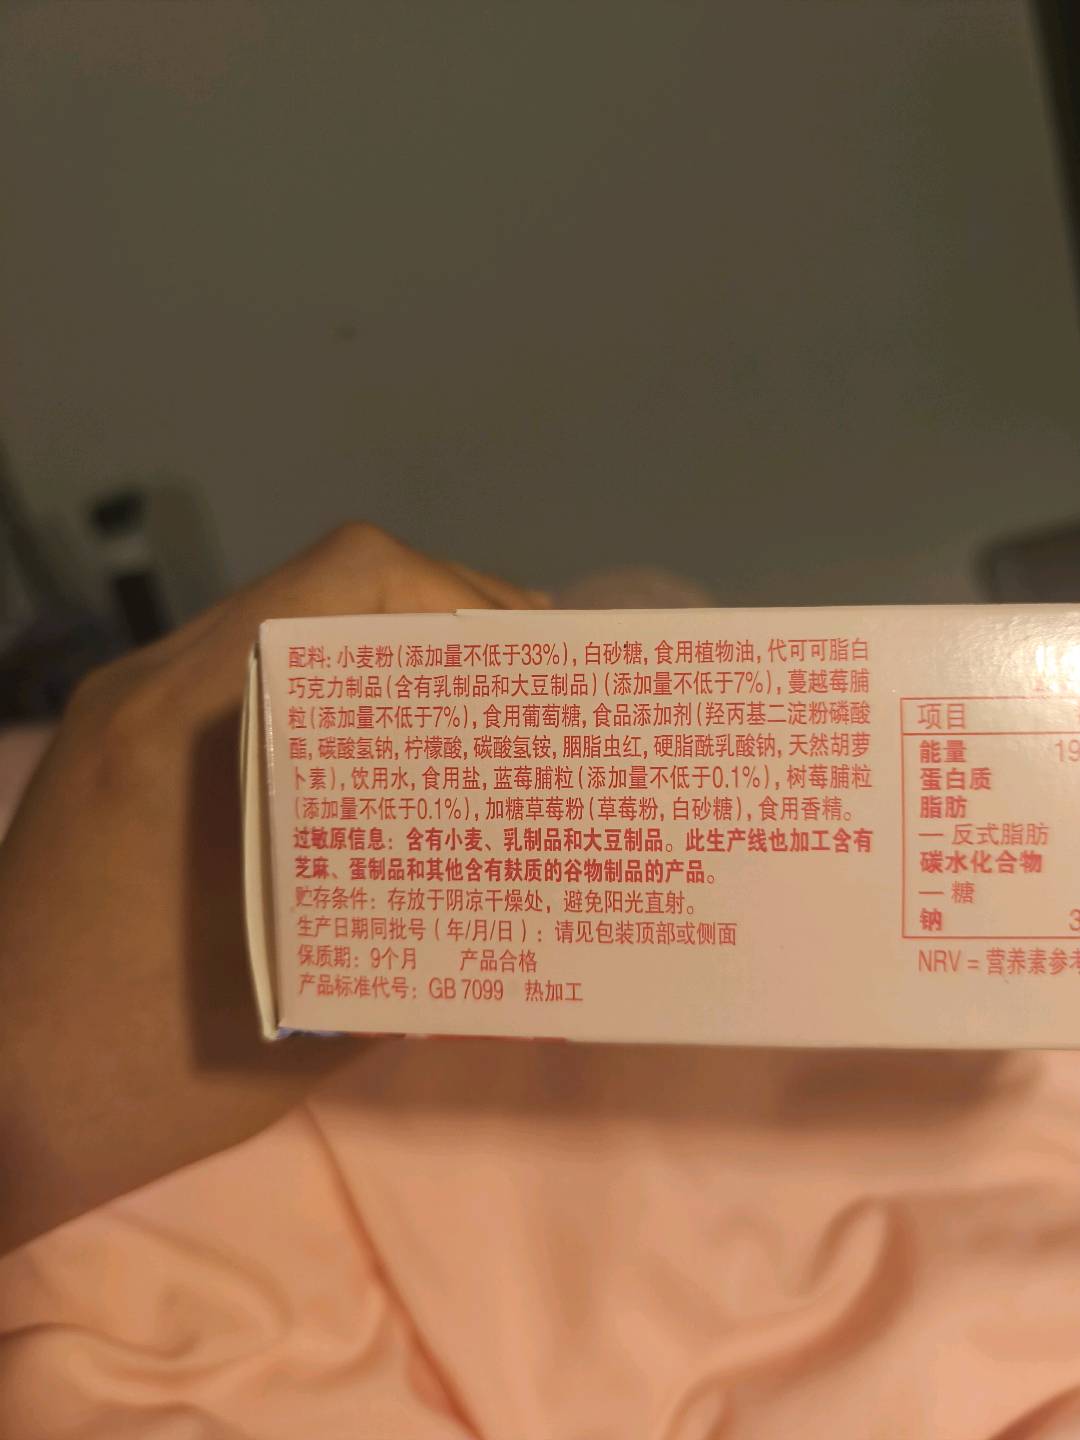 配料: 小麦粉(添加量不低于33%), 白砂糖, 食用植物油, 代可可脂白
巧克力制品(含有乳制品和大豆制品)(添加量不低于7%), 蔓越莓脯
粒(添加量不低于7%), 食用葡萄糖, 食品添加剂(羟丙基二淀粉磷酸
酯, 碳酸氢钠, 柠檬酸, 碳酸氢铵, 胭脂虫红, 硬脂酰乳酸钠, 天然胡萝
卜素), 饮用水, 食用盐, 蓝莓脯粒(添加量不低于0.1%), 树莓脯粒
(添加量不低于0.1%), 加糖草莓粉(草莓粉, 白砂糖), 食用香精。
过敏原信息: 含有小麦、乳制品和大豆制品。此生产线也加工含有
芝麻、蛋制品和其他含有麸质的谷物制品的产品。
贮存条件: 存放于阴凉干燥处, 避免阳光直射。
生产日期同批号 (年/月/日): 请见包装顶部或侧面
保质期: 9个月 产品合格
产品标准代号: GB 7099 热加工
项目
能量 19
蛋白质
脂肪
— 反式脂肪
碳水化合物
— 糖
钠 3
NRV = 营养素参考